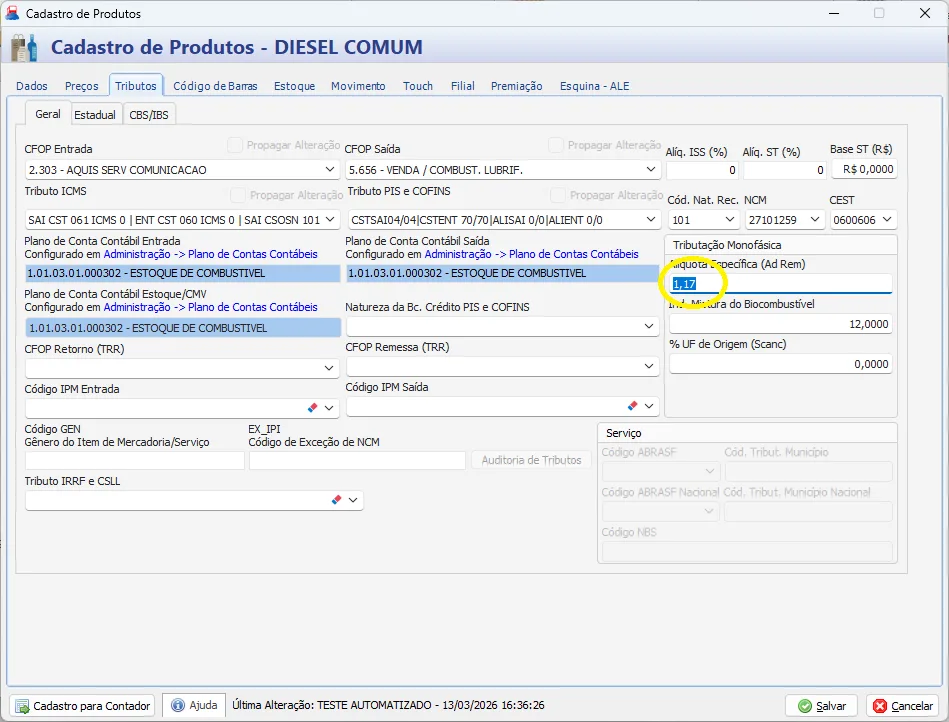 Cadastro de Produtos
Cadastro de Produtos - DIESEL COMUM
Dados Preços Tributos Código de Barras Estoque Movimento Touch Filial Premiação Esquina - ALE
Geral Estadual CBS/IBS
CFOP Entrada Propagar Alteração CFOP Saída Propagar Alteração Alíq. ISS (%) Alíq. ST (%) Base ST (R$)
2.303 - AQUIS SERV COMUNICACAO 5.656 - VENDA / COMBUST. LUBRIF. 0 0 R$ 0,0000
Tributo ICMS Propagar Alteração Tributo PIS e COFINS Propagar Alteração Cód. Nat. Rec. NCM CEST
SAI CST 061 ICMS 0 | ENT CST 060 ICMS 0 | SAI CSOSN 101 CSTSAI04/04|CSTENT 70/70|ALISAI 0/0|ALIENT 0/0 101 27101259 0600606
Plano de Conta Contábil Entrada Plano de Conta Contábil Saída Tributação Monofásica
Configurado em Administração -> Plano de Contas Contábeis Configurado em Administração -> Plano de Contas Contábeis Alíquota Específica (Ad Rem)
1.01.03.01.000302 - ESTOQUE DE COMBUSTIVEL 1.01.03.01.000302 - ESTOQUE DE COMBUSTIVEL 1,17
Plano de Conta Contábil Estoque/CMV
Configurado em Administração -> Plano de Contas Contábeis Natureza da Bc. Crédito PIS e COFINS Ind. Mistura do Biocombustível
1.01.03.01.000302 - ESTOQUE DE COMBUSTIVEL 12,0000
CFOP Retorno (TRR) CFOP Remessa (TRR) % UF de Origem (Scanc)
0,0000
Código IPM Entrada Código IPM Saída
Código GEN EX_IPI Serviço
Gênero do Item de Mercadoria/Serviço Código de Exceção de NCM
Código ABRASF Cód. Tribut. Município
Auditoria de Tributos
Tributo IRRF e CSLL Código ABRASF Nacional Cód. Tribut. Município Nacional
Código NBS
Cadastro para Contador Ajuda Última Alteração: TESTE AUTOMATIZADO - 13/03/2026 16:36:26 Salvar Cancelar